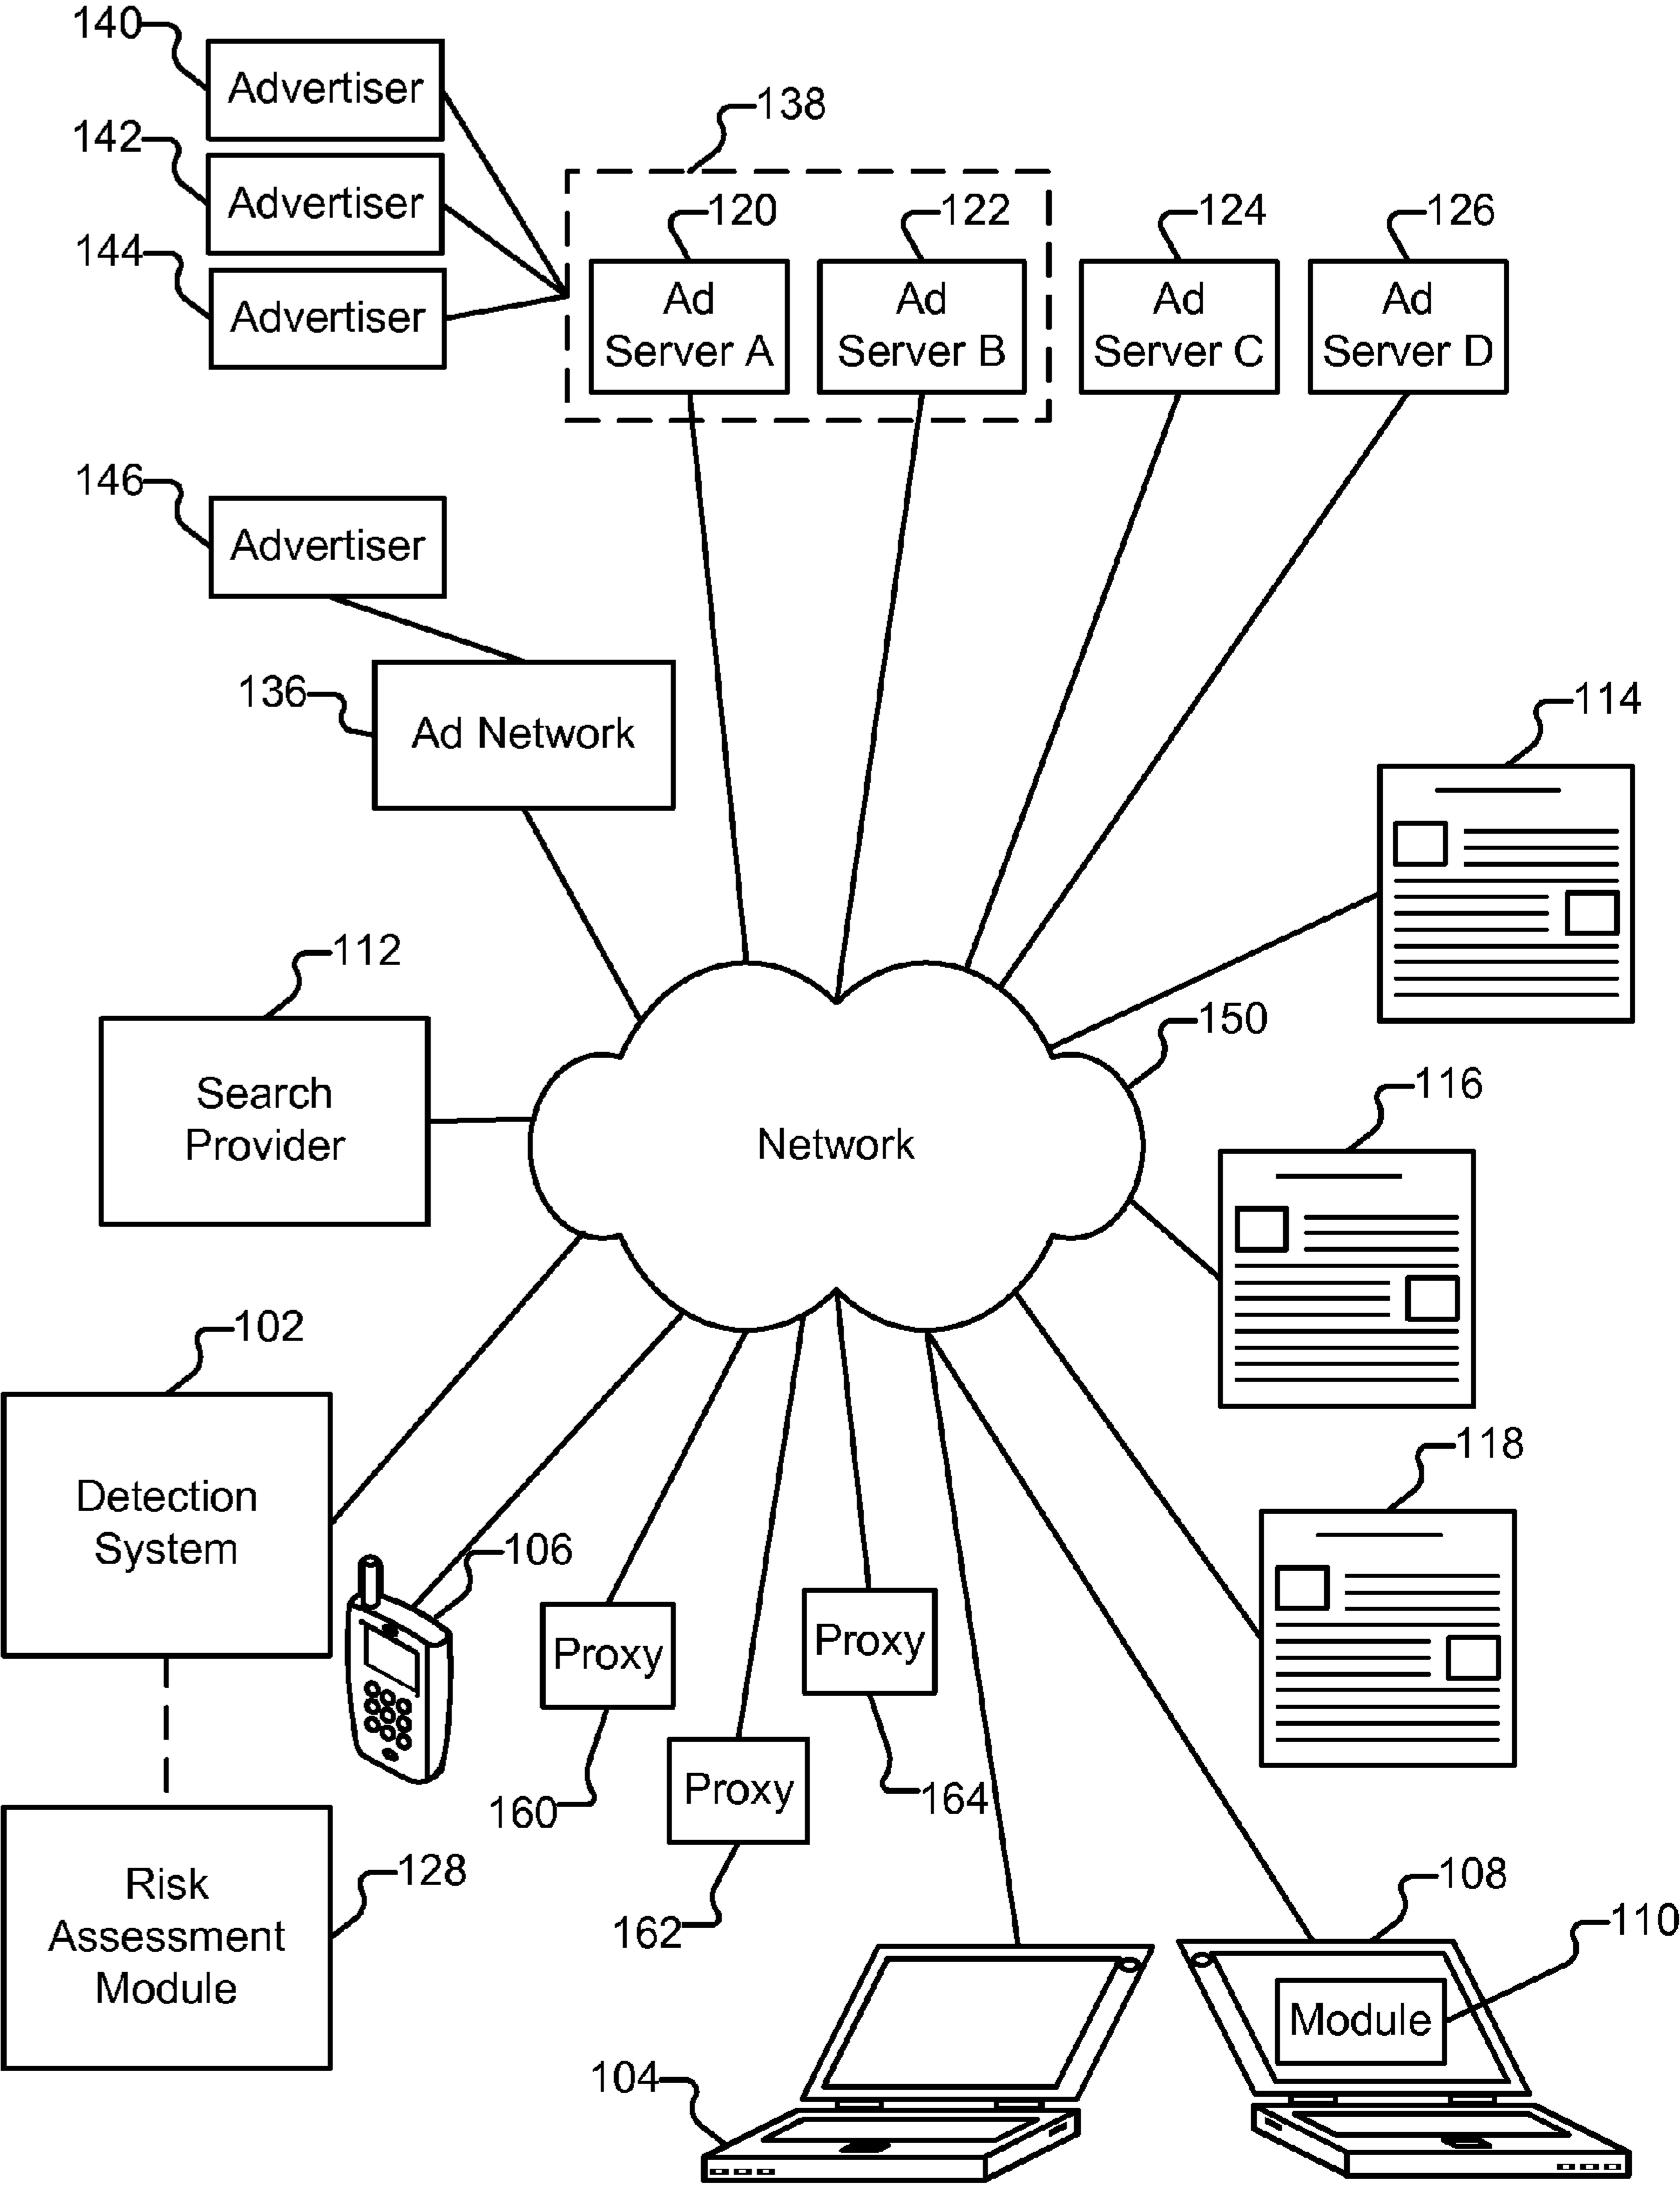 140
Advertiser
138
142
Advertiser
120
122
124
126
144
Advertiser
Ad
Server A
Ad
Server B
Ad
Server C
Ad
Server D
146
Advertiser
136
Ad Network
114
112
Search
Provider
150
Network
116
102
Detection
System
118
106
Proxy
Proxy
160
Proxy
164
162
Risk
Assessment
Module
128
108
110
Module
104